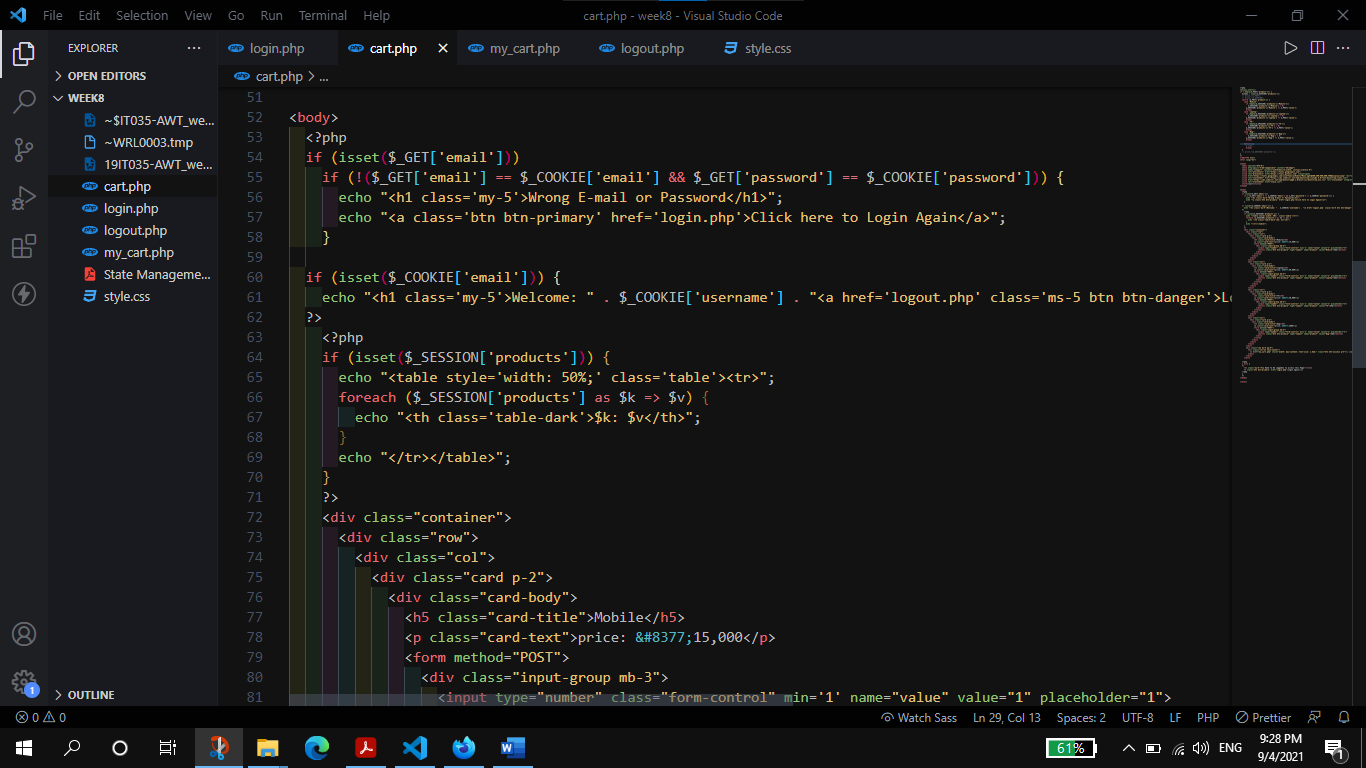 File Edit Selection View Go Run Terminal Help
cart.php - week8 - Visual Studio Code
EXPLORER
login.php
cart.php
my_cart.php
logout.php
style.css
OPEN EDITORS
WEEK8
~$IT035-AWT_we...
~WRL0003.tmp
19IT035-AWT_we...
cart.php
login.php
logout.php
my_cart.php
State Manageme...
style.css
OUTLINE
cart.php > ...
51
52 <body>
53 <?php
54 if (isset($_GET['email']))
55 if (!($_GET['email'] == $_COOKIE['email'] && $_GET['password'] == $_COOKIE['password'])) {
56 echo "<h1 class='my-5'>Wrong E-mail or Password</h1>";
57 echo "<a class='btn btn-primary' href='login.php'>Click here to Login Again</a>";
58 }
59
60 if (isset($_COOKIE['email'])) {
61 echo "<h1 class='my-5'>Welcome: " . $_COOKIE['username'] . "<a href='logout.php' class='ms-5 btn btn-danger'>Lo
62 ?>
63 <?php
64 if (isset($_SESSION['products'])) {
65 echo "<table style='width: 50%;' class='table'><tr>";
66 foreach ($_SESSION['products'] as $k => $v) {
67 echo "<th class='table-dark'>$k: $v</th>";
68 }
69 echo "</tr></table>";
70 }
71 ?>
72 <div class="container">
73 <div class="row">
74 <div class="col">
75 <div class="card p-2">
76 <div class="card-body">
77 <h5 class="card-title">Mobile</h5>
78 <p class="card-text">price: &#8377;15,000</p>
79 <form method="POST">
80 <div class="input-group mb-3">
81 <input type="number" class="form-control" min='1' name="value" value="1" placeholder="1">
1
0 0
Watch Sass
Ln 29, Col 13
Spaces: 2
UTF-8
LF
PHP
Prettier
61%
ENG
9:28 PM
9/4/2021
1